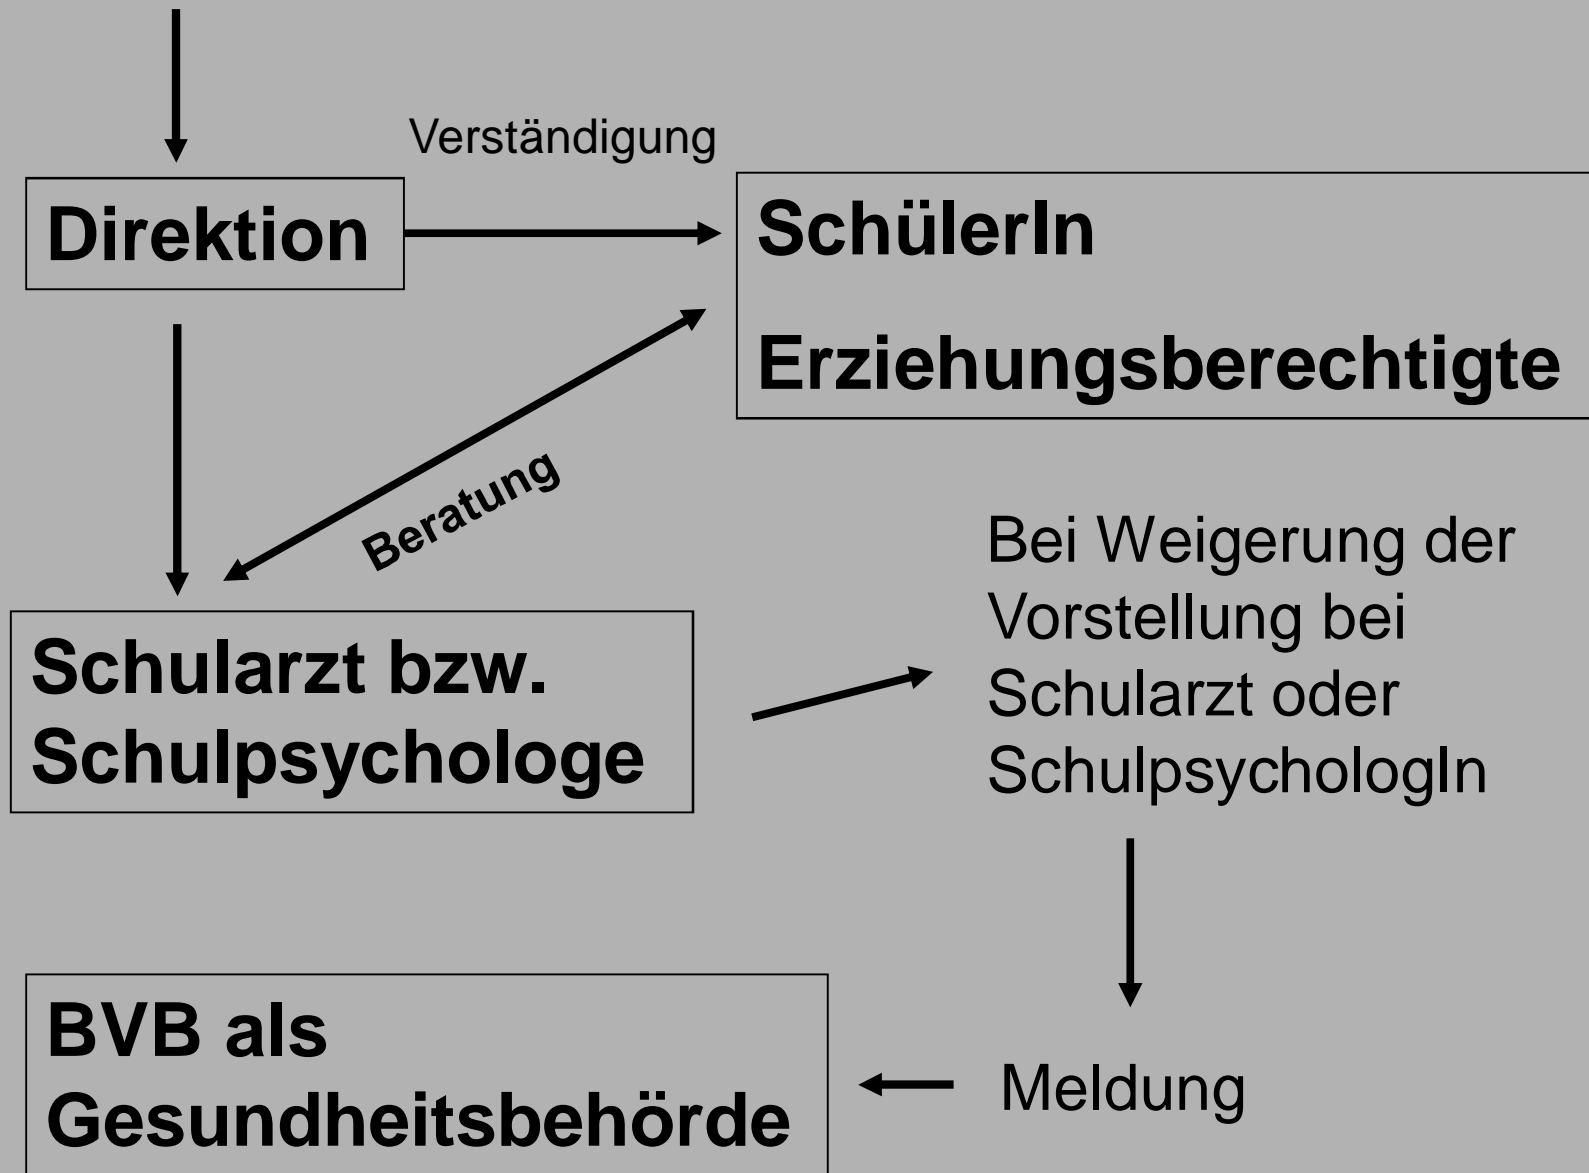 Verständigung
Direktion
SchülerIn
Erziehungsberechtigte
Beratung
Bei Weigerung der
Vorstellung bei
Schularzt oder
SchulpsychologIn
Schularzt bzw.
Schulpsychologe
Meldung
BVB als
Gesundheitsbehörde